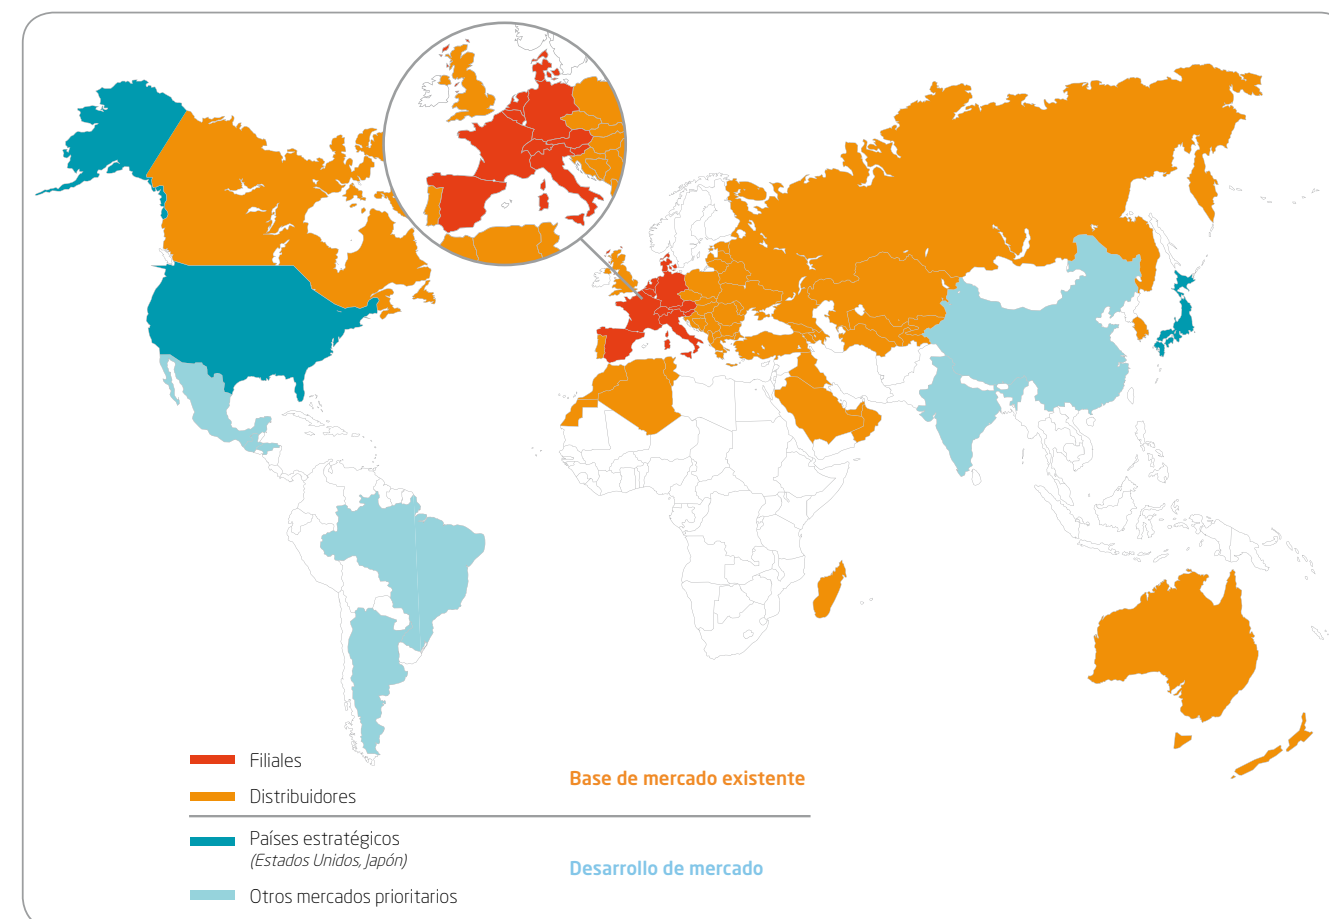 Filiales
Base de mercado existente
Distribuidores
Países estratégicos
(Estados Unidos, Japón)
Desarrollo de mercado
Otros mercados prioritarios